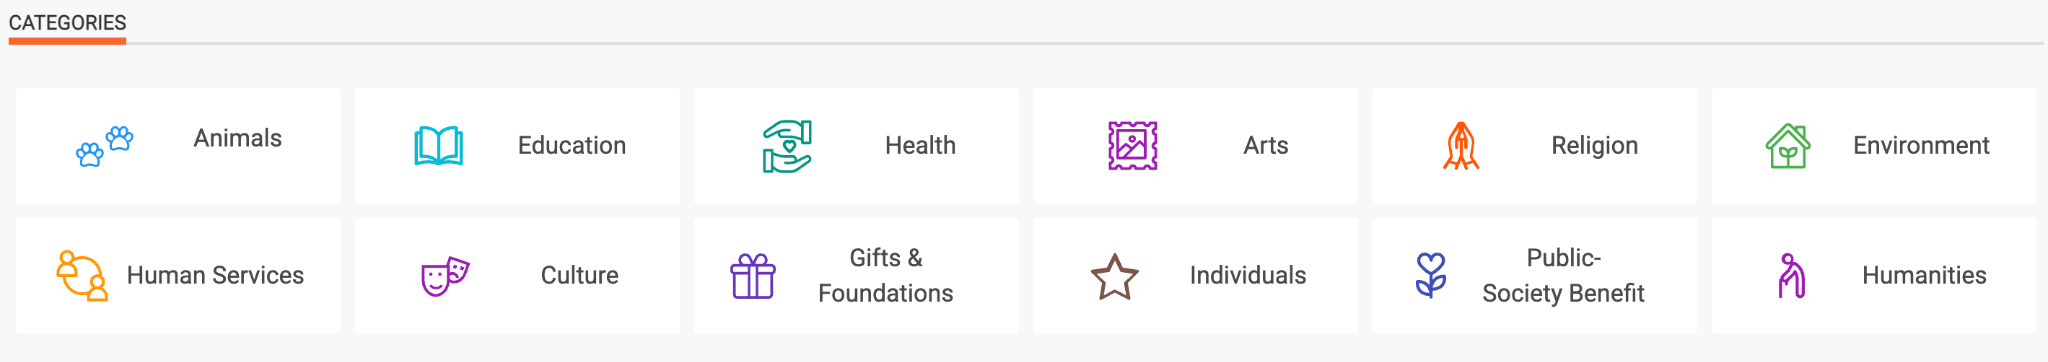 CATEGORIES
Animals
Education
Health
Arts
Religion
Environment
Human Services
Culture
Gifts &
Foundations
Individuals
Public-
Society Benefit
Humanities